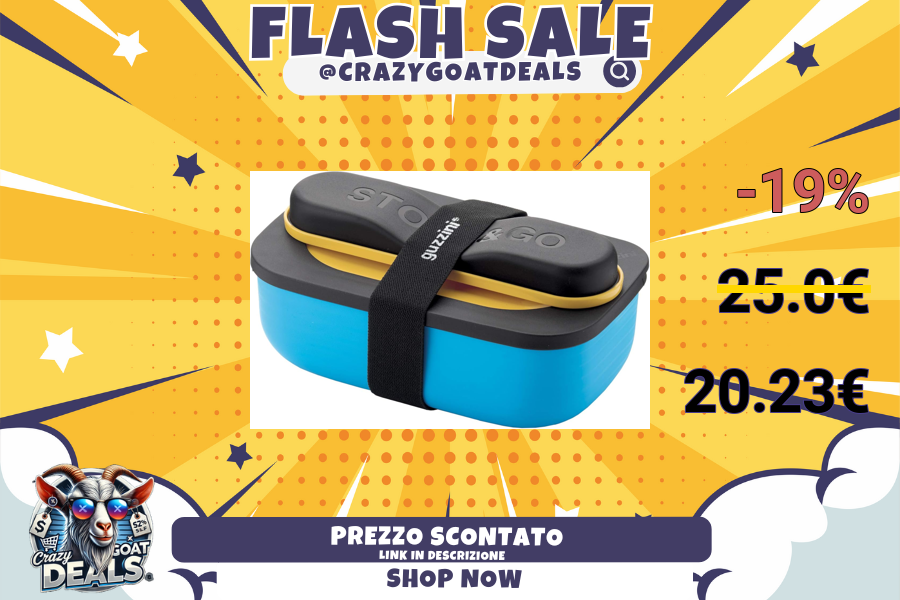 FLASH SALE
@CRAZYGOATDEALS
-19%
STO
&GO
guzzini®
25.0€
20.23€
$
52%
Crazy
GOAT
DEALS
PREZZO SCONTATO
LINK IN DESCRIZIONE
SHOP NOW